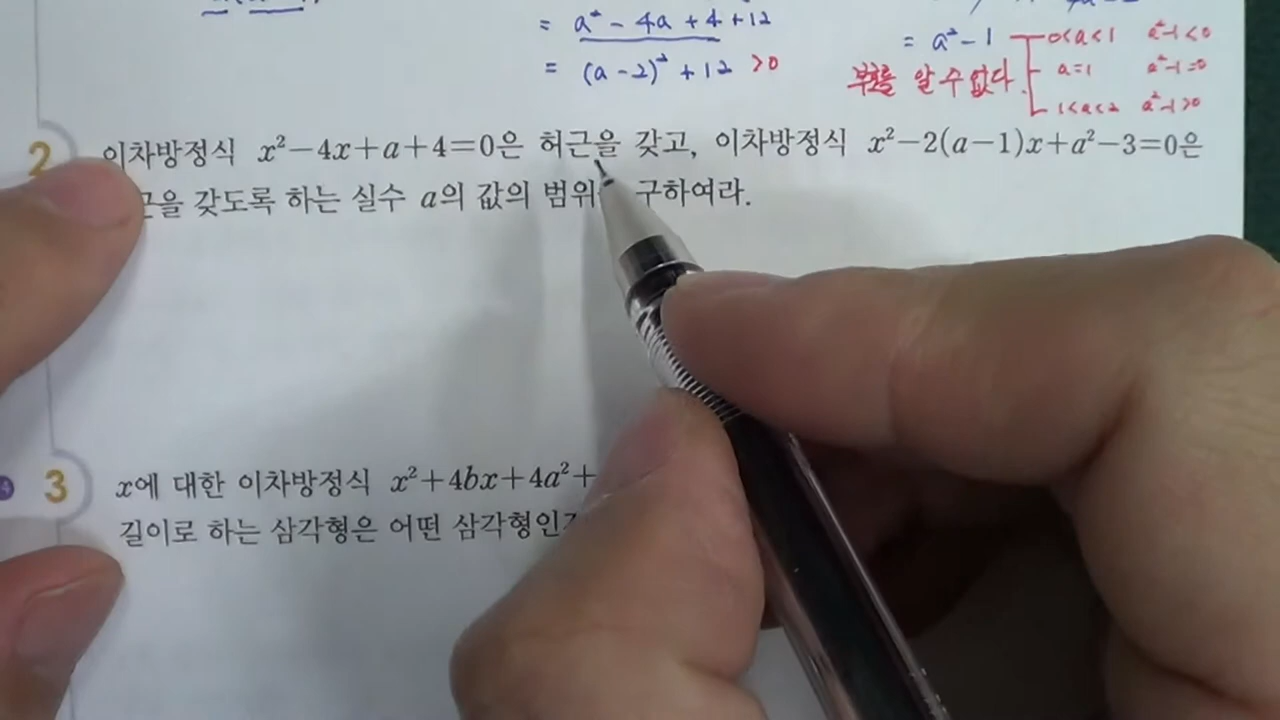 = a² - 4a + 4 + 12
= (a - 2)² + 12 >0
= a² - 1
0<a<1 a²-1<0
a=1 a²-1=0
1<a<2 a²-1>0
부호를 알 수 없다.
2 이차방정식 x²-4x+a+4=0은 허근을 갖고, 이차방정식 x²-2(a-1)x+a²-3=0은
근을 갖도록 하는 실수 a의 값의 범위 구하여라.
3 x에 대한 이차방정식 x²+4bx+4a²+
길이로 하는 삼각형은 어떤 삼각형인